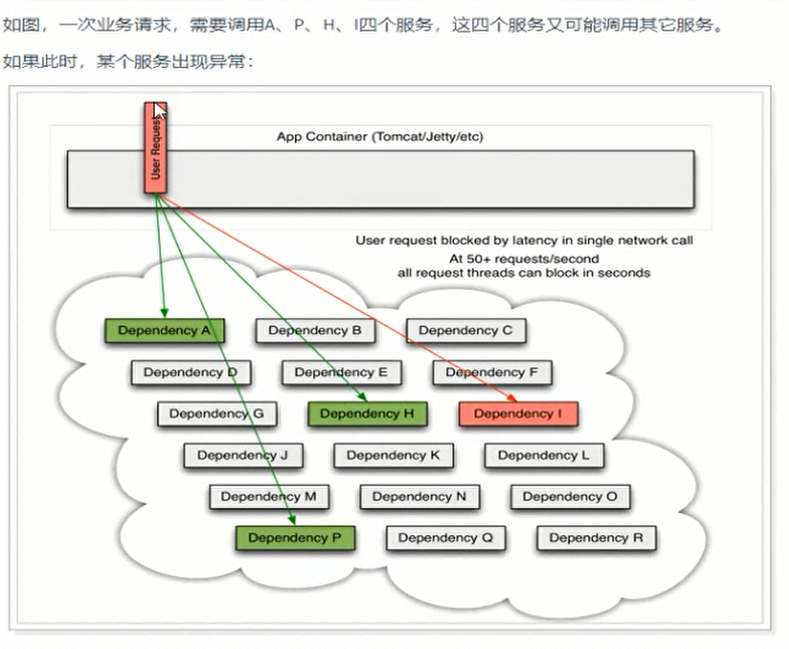 如图，一次业务请求，需要调用A、P、H、I四个服务，这四个服务又可能调用其它服务。
如果此时，某个服务出现异常：
User Request
App Container (Tomcat/Jetty/etc)
User request blocked by latency in single network call
At 50+ requests/second
all request threads can block in seconds
Dependency A
Dependency B
Dependency C
Dependency D
Dependency E
Dependency F
Dependency G
Dependency H
Dependency I
Dependency J
Dependency K
Dependency L
Dependency M
Dependency N
Dependency O
Dependency P
Dependency Q
Dependency R